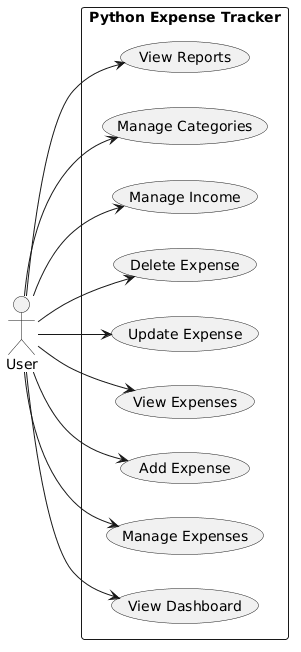 Python Expense Tracker
View Reports
Manage Categories
Manage Income
Delete Expense
Update Expense
User
View Expenses
Add Expense
Manage Expenses
View Dashboard